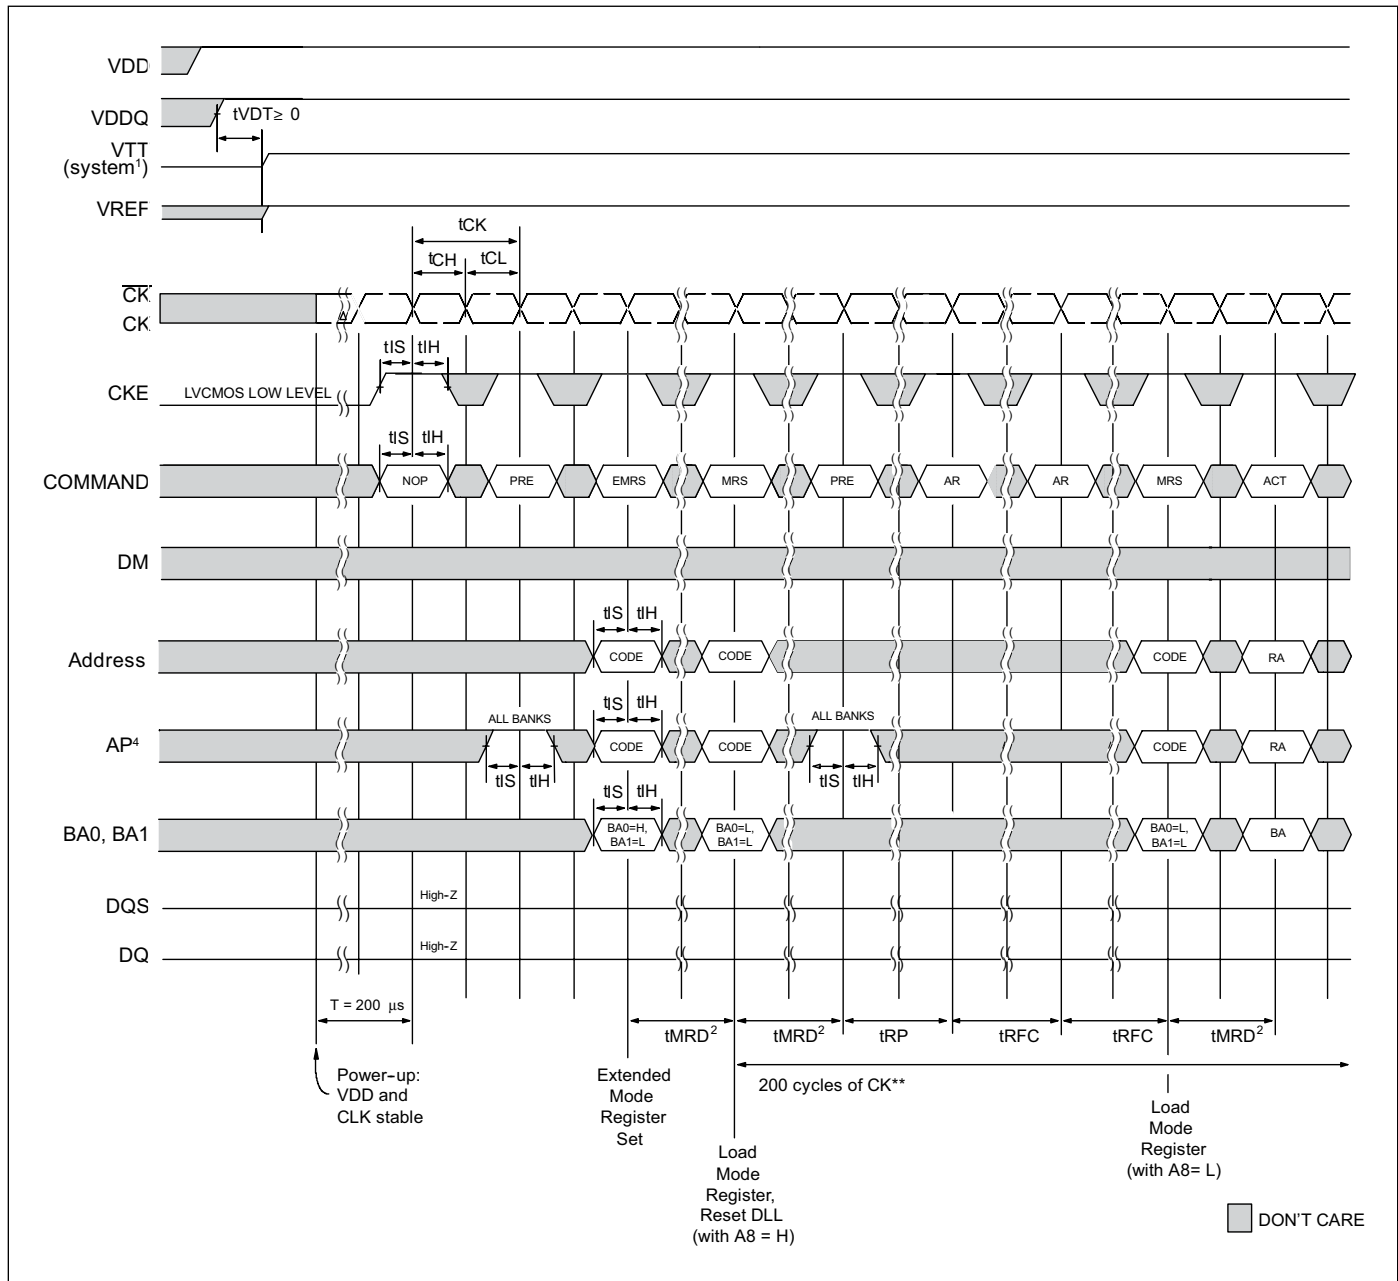 VDD
VDDQ
tVDT≥ 0
VTT
(system¹)
VREF
tCK
tCH
tCL
CK
CK
tIS
tIH
CKE
LVCMOS LOW LEVEL
tIS
tIH
COMMAND
NOP
PRE
EMRS
MRS
PRE
AR
AR
MRS
ACT
DM
tIS
tIH
Address
CODE
CODE
CODE
RA
ALL BANKS
tIS
tIH
ALL BANKS
AP⁴
CODE
CODE
CODE
RA
tIS
tIH
tIS
tIH
tIS
tIH
BA0, BA1
BA0=H,
BA1=L
BA0=L,
BA1=L
BA0=L,
BA1=L
BA
DQS
High-Z
DQ
High-Z
T = 200 μs
tMRD²
tMRD²
tRP
tRFC
tRFC
tMRD²
Power-up:
VDD and
CLK stable
Extended
Mode
Register
Set
200 cycles of CK**
Load
Mode
Register,
Reset DLL
(with A8 = H)
Load
Mode
Register
(with A8= L)
DON'T CARE